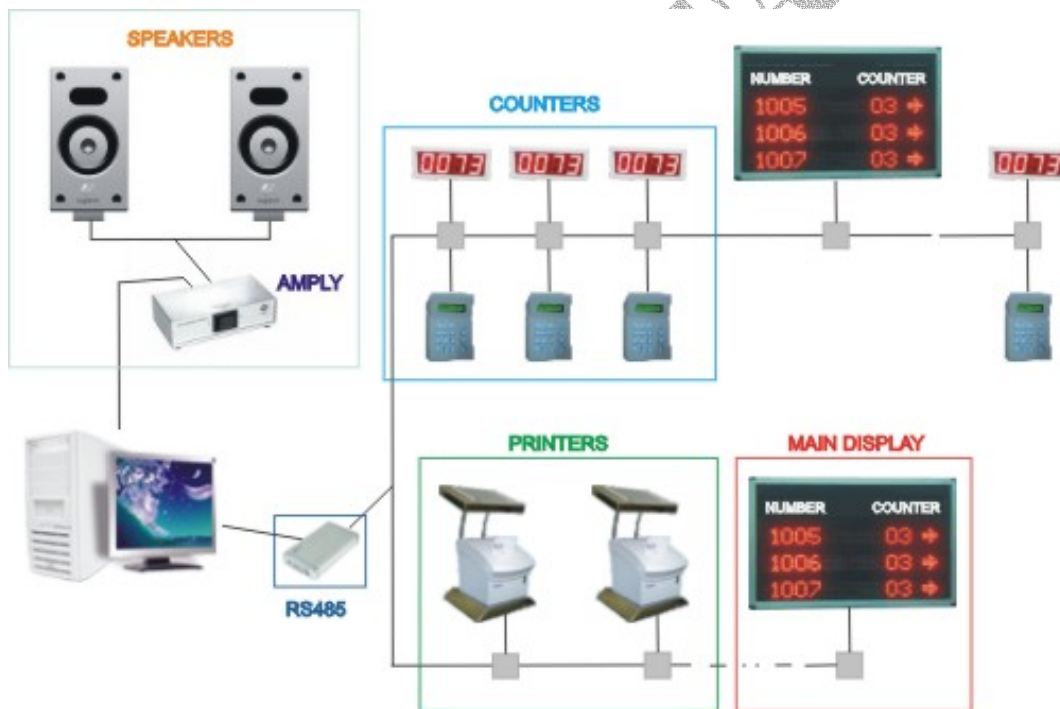 SPEAKERS
AMPLY
COUNTERS
0073
0073
0073
NUMBER COUNTER
1005 03 →
1006 03 →
1007 03 →
0073
RS485
PRINTERS
MAIN DISPLAY
NUMBER COUNTER
1005 03 →
1006 03 →
1007 03 →